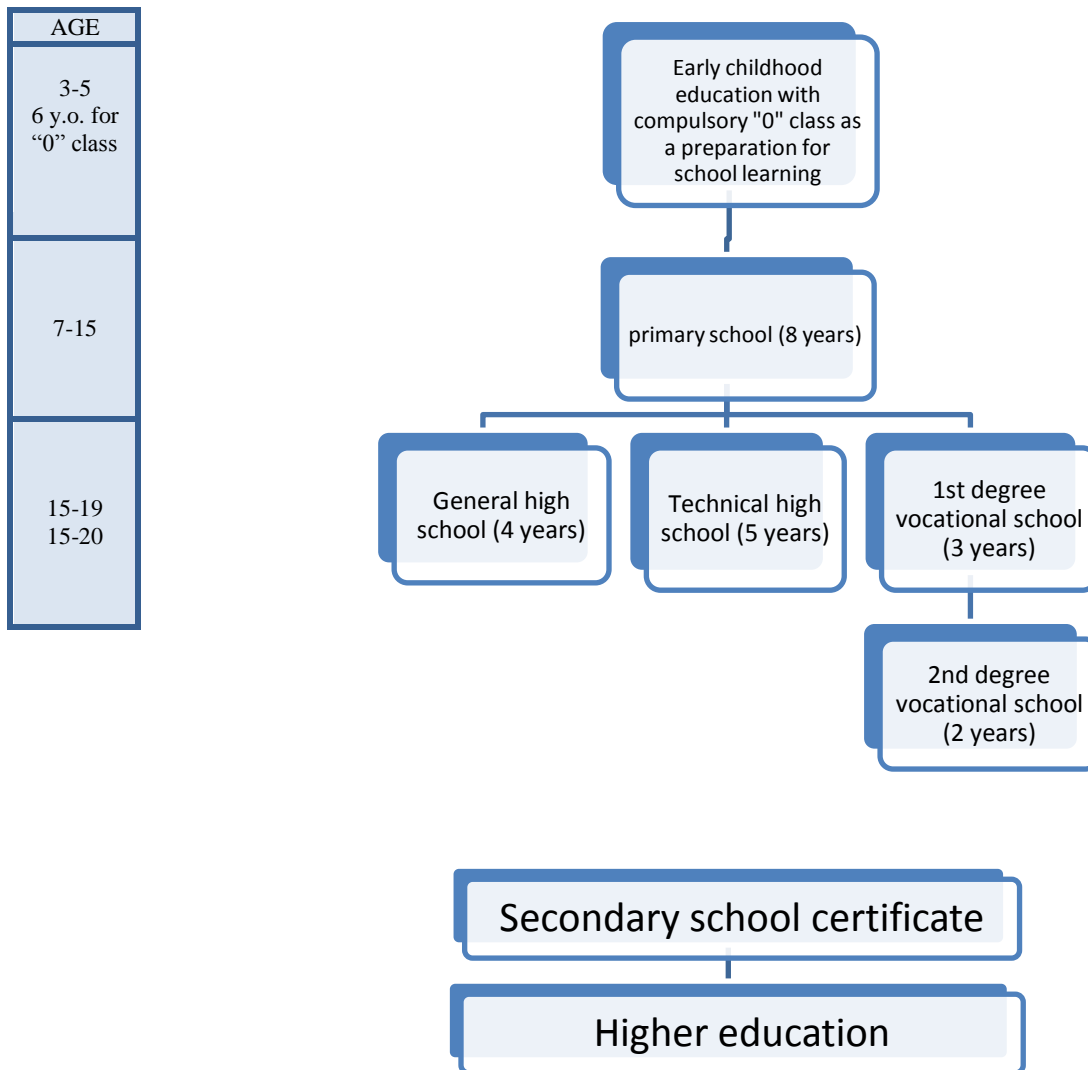 AGE
3-5
6 y.o. for
“0” class
7-15
15-19
15-20
Early childhood
education with
compulsory "0" class as
a preparation for
school learning
primary school (8 years)
General high
school (4 years)
Technical high
school (5 years)
1st degree
vocational school
(3 years)
2nd degree
vocational school
(2 years)
Secondary school certificate
Higher education